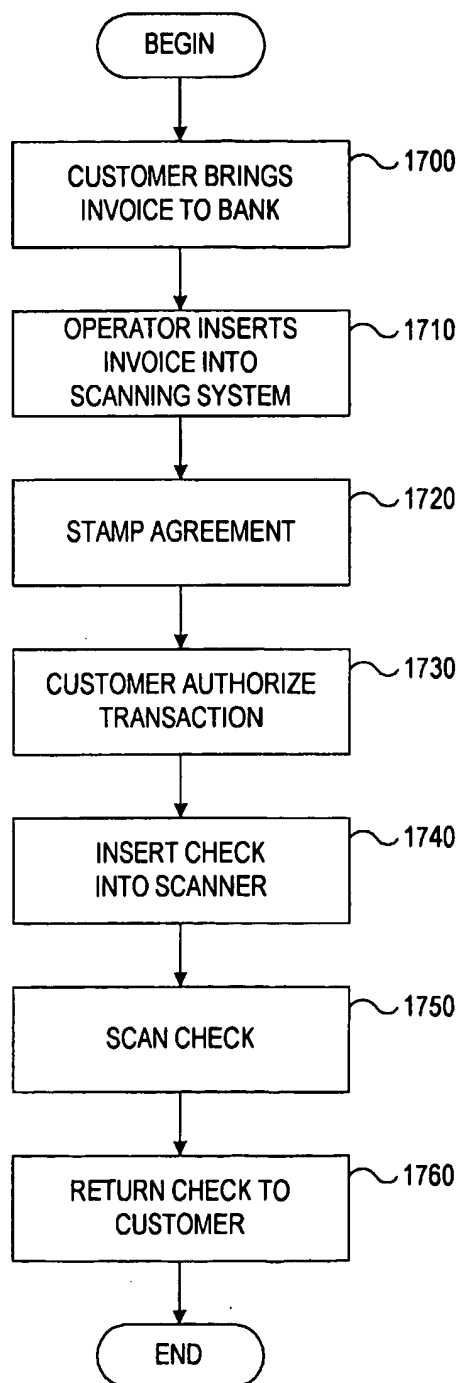 BEGIN
CUSTOMER BRINGS
INVOICE TO BANK
1700
OPERATOR INSERTS
INVOICE INTO
SCANNING SYSTEM
1710
STAMP AGREEMENT
1720
CUSTOMER AUTHORIZE
TRANSACTION
1730
INSERT CHECK
INTO SCANNER
1740
SCAN CHECK
1750
RETURN CHECK TO
CUSTOMER
1760
END